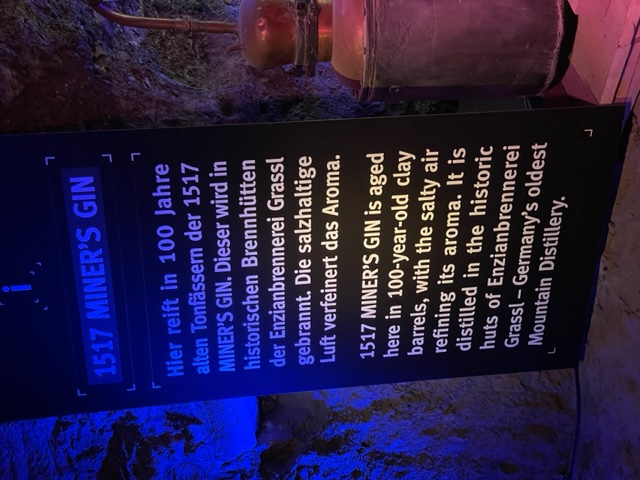 i
1517 MINER'S GIN
Hier reift in 100 Jahre
alten Tonfässern der 1517
MINER'S GIN. Dieser wird in
historischen Brennhütten
der Enzianbrennerei Grassl
gebrannt. Die salzhaltige
Luft verfeinert das Aroma.
1517 MINER'S GIN is aged
here in 100-year-old clay
barrels, with the salty air
refining its aroma. It is
distilled in the historic
huts of Enzianbrennerei
Grassl – Germany's oldest
Mountain Distillery.